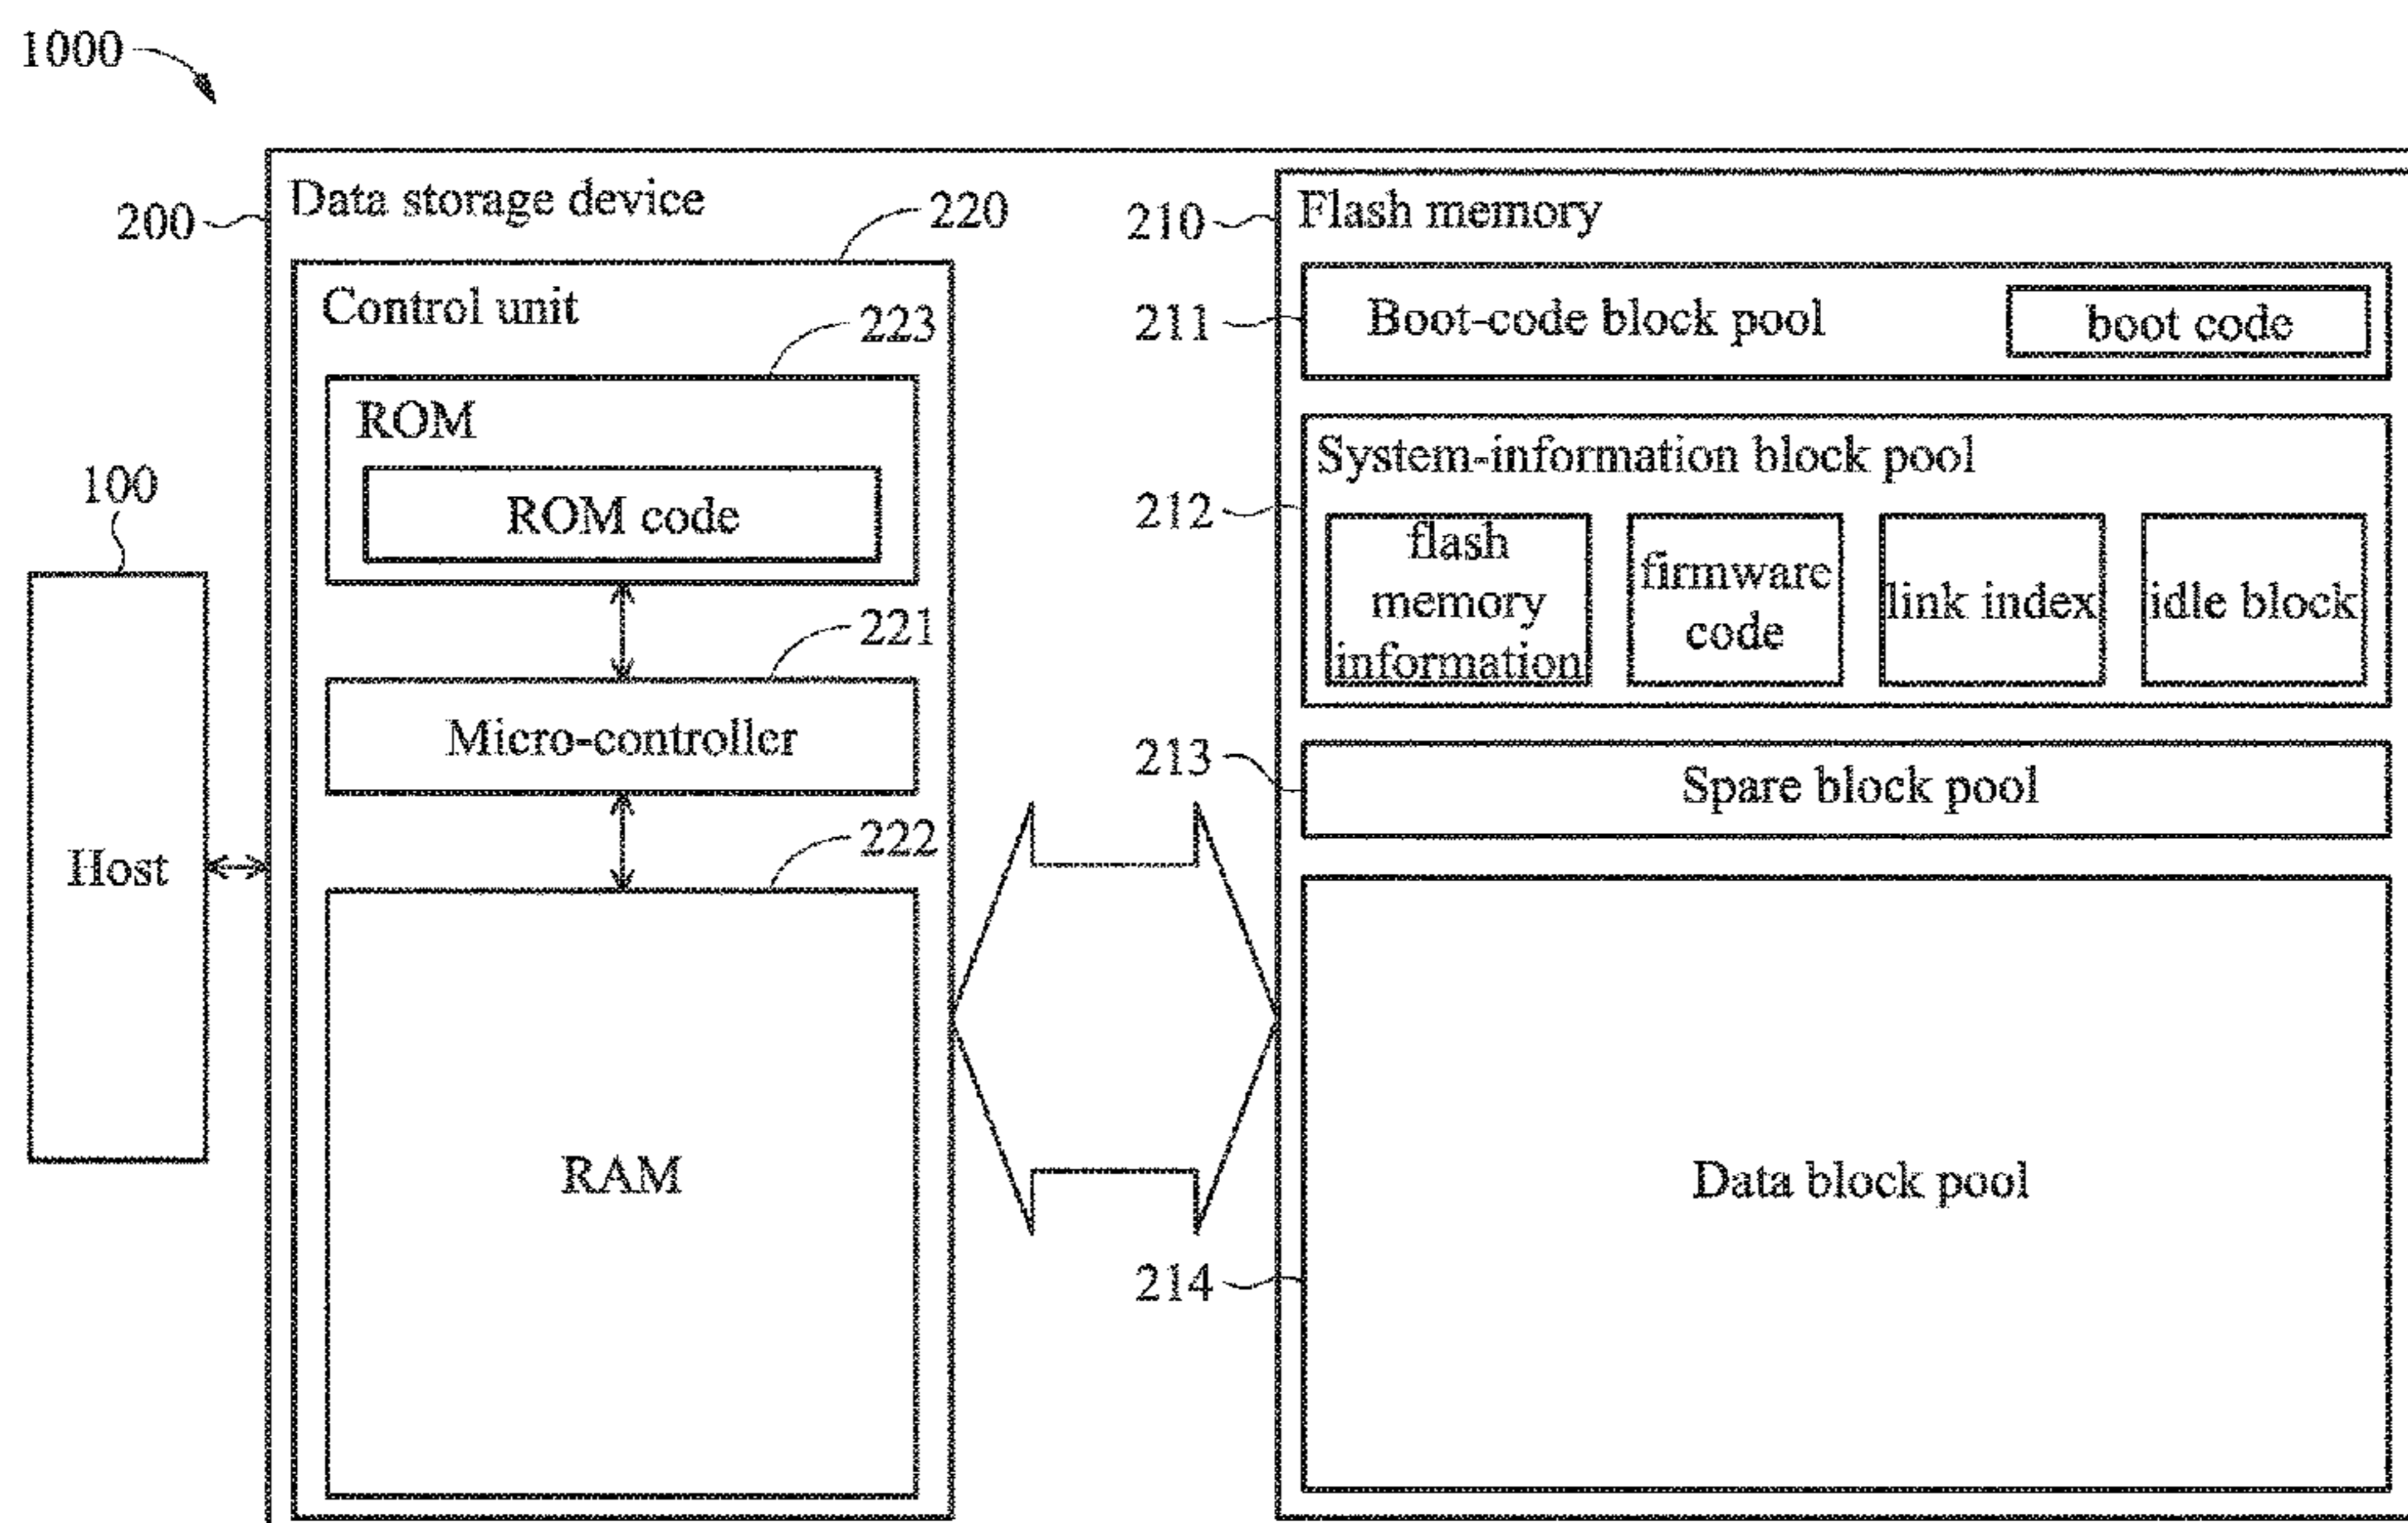 1000
200
Data storage device
220
Control unit
223
ROM
ROM code
221
Micro-controller
222
RAM
100
Host
210
Flash memory
211
Boot-code block pool
boot code
212
System-information block pool
flash
memory
information
firmware
code
link index
idle block
213
Spare block pool
214
Data block pool